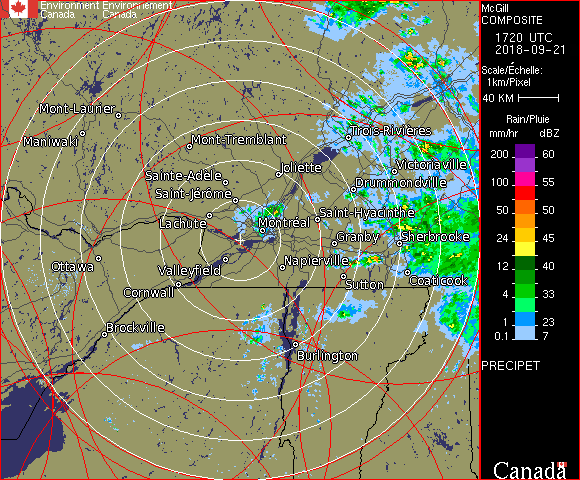 Environment Environnement
Canada Canada
McGill
COMPOSITE
1720 UTC
2018-09-21
Scale/Échelle:
1km/Pixel
40 KM
Rain/Pluie
mm/hr dBZ
200 60
100 55
50 50
24 45
12 40
4 33
1 23
0.1 7
PRECIPET
Canada
Mont-Laurier
Maniwaki
Mont-Tremblant
Trois-Rivières
Joliette
Victoriaville
Sainte-Adèle
Drummondville
Saint-Jérôme
Lachute
Saint-Hyacinthe
Montréal
Granby
Sherbrooke
Ottawa
Valleyfield
Napierville
Cornwall
Sutton
Coaticook
Brockville
Burlington